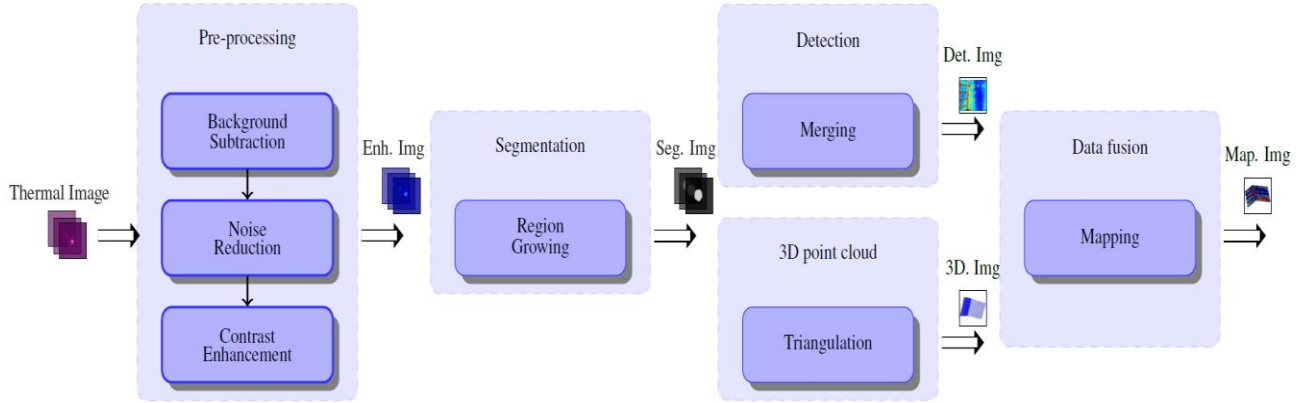 Thermal Image
Pre-processing
Background
Subtraction
Noise
Reduction
Contrast
Enhancement
Enh. Img
Segmentation
Region
Growing
Seg. Img
Detection
Merging
Det. Img
3D point cloud
Triangulation
3D. Img
Data fusion
Mapping
Map. Img